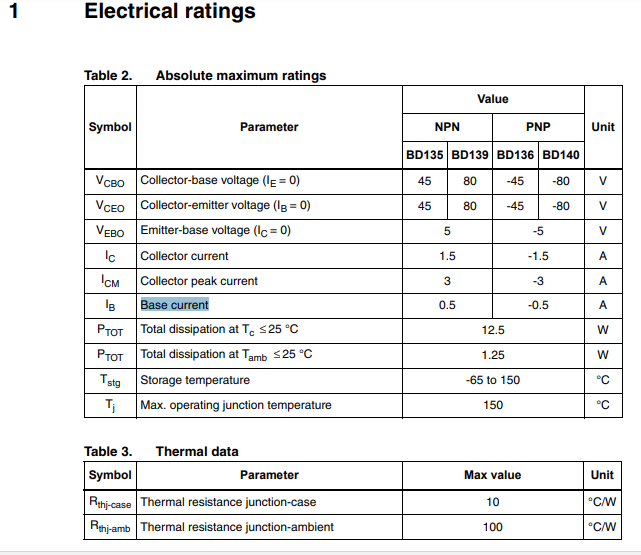 1 Electrical ratings
Table 2. Absolute maximum ratings
Symbol Parameter Value Unit
NPN PNP
BD135 BD139 BD136 BD140
VCBO Collector-base voltage (IE = 0) 45 80 -45 -80 V
VCEO Collector-emitter voltage (IB = 0) 45 80 -45 -80 V
VEBO Emitter-base voltage (IC = 0) 5 -5 V
IC Collector current 1.5 -1.5 A
ICM Collector peak current 3 -3 A
IB Base current 0.5 -0.5 A
PTOT Total dissipation at Tc ≤ 25 °C 12.5 W
PTOT Total dissipation at Tamb ≤ 25 °C 1.25 W
Tstg Storage temperature -65 to 150 °C
Tj Max. operating junction temperature 150 °C
Table 3. Thermal data
Symbol Parameter Max value Unit
Rthj-case Thermal resistance junction-case 10 °C/W
Rthj-amb Thermal resistance junction-ambient 100 °C/W